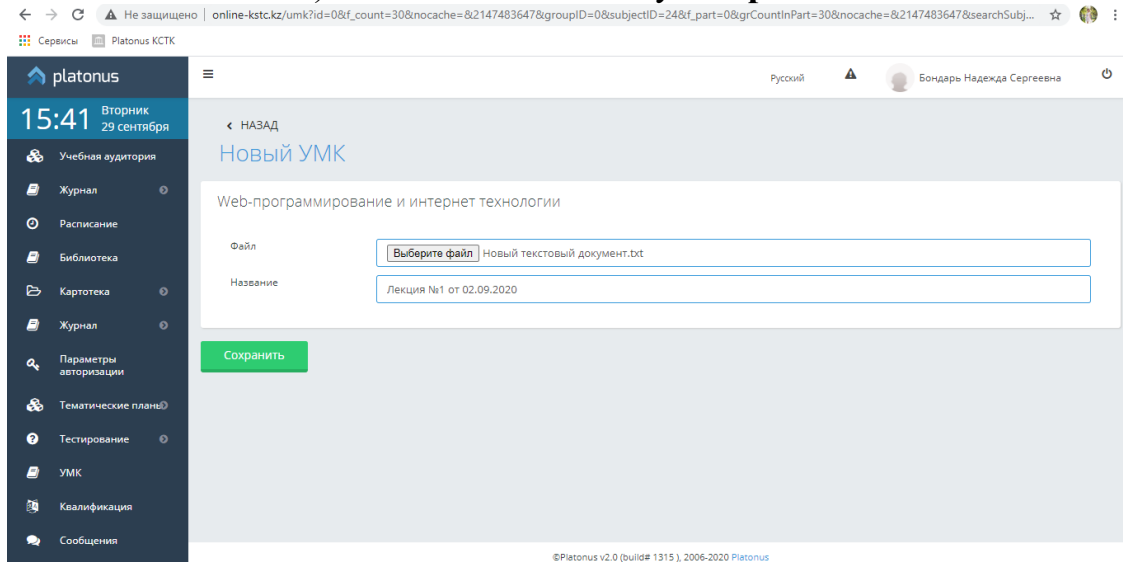 Не защищено | online-kstc.kz/umk?id=0&f_count=30&nocache=&2147483647&groupID=0&subjectID=24&f_part=0&grCountInPart=30&nocache=&2147483647&searchSubj...
Сервисы Platonus КСТК
platonus
Русский Бондарь Надежда Сергеевна
15:41 Вторник
29 сентября
НАЗАД
Новый УМК
Учебная аудитория
Журнал
Расписание
Библиотека
Картотека
Журнал
Параметры
авторизации
Тематические планы
Тестирование
УМК
Квалификация
Сообщения
Web-программирование и интернет технологии
Файл Выберите файл Новый текстовый документ.txt
Название Лекция №1 от 02.09.2020
Сохранить
©Platonus v2.0 (build# 1315 ), 2006-2020 Platonus